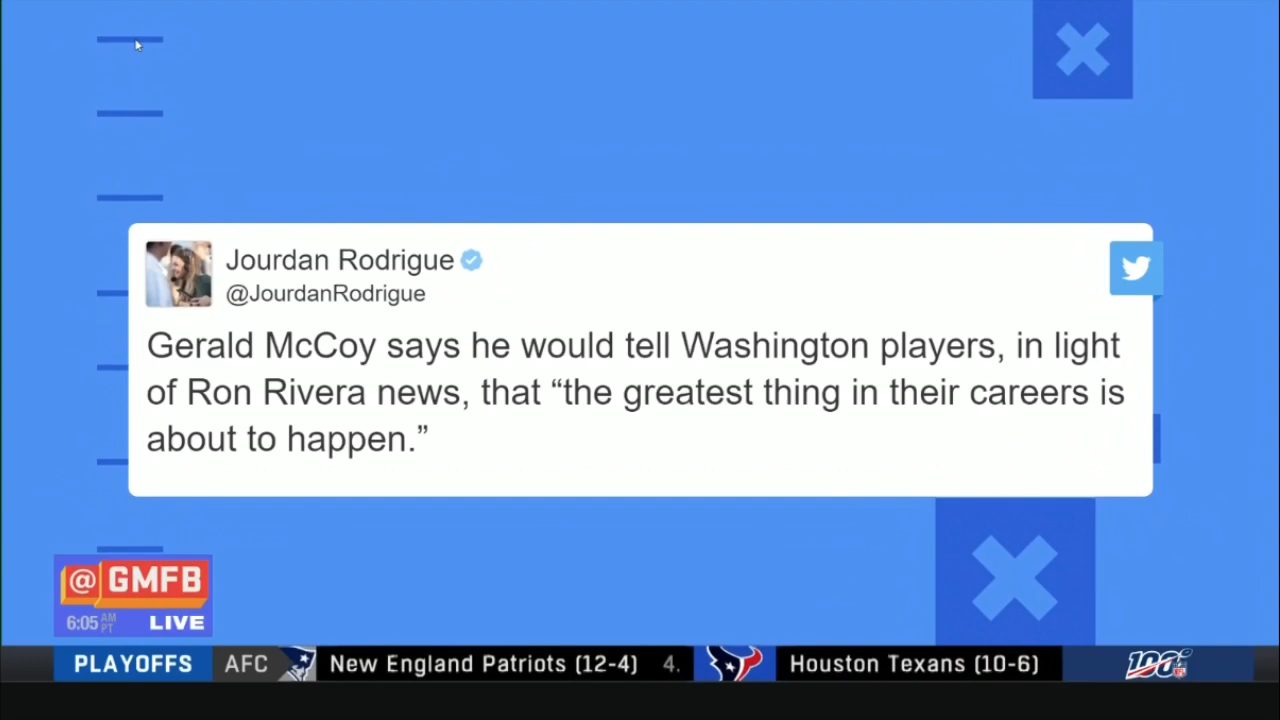 Jourdan Rodrigue
@JourdanRodrigue
Gerald McCoy says he would tell Washington players, in light
of Ron Rivera news, that “the greatest thing in their careers is
about to happen.”
@ GMFB
6:05 AM PT LIVE
PLAYOFFS AFC New England Patriots (12-4) 4. Houston Texans (10-6) 100 NFL